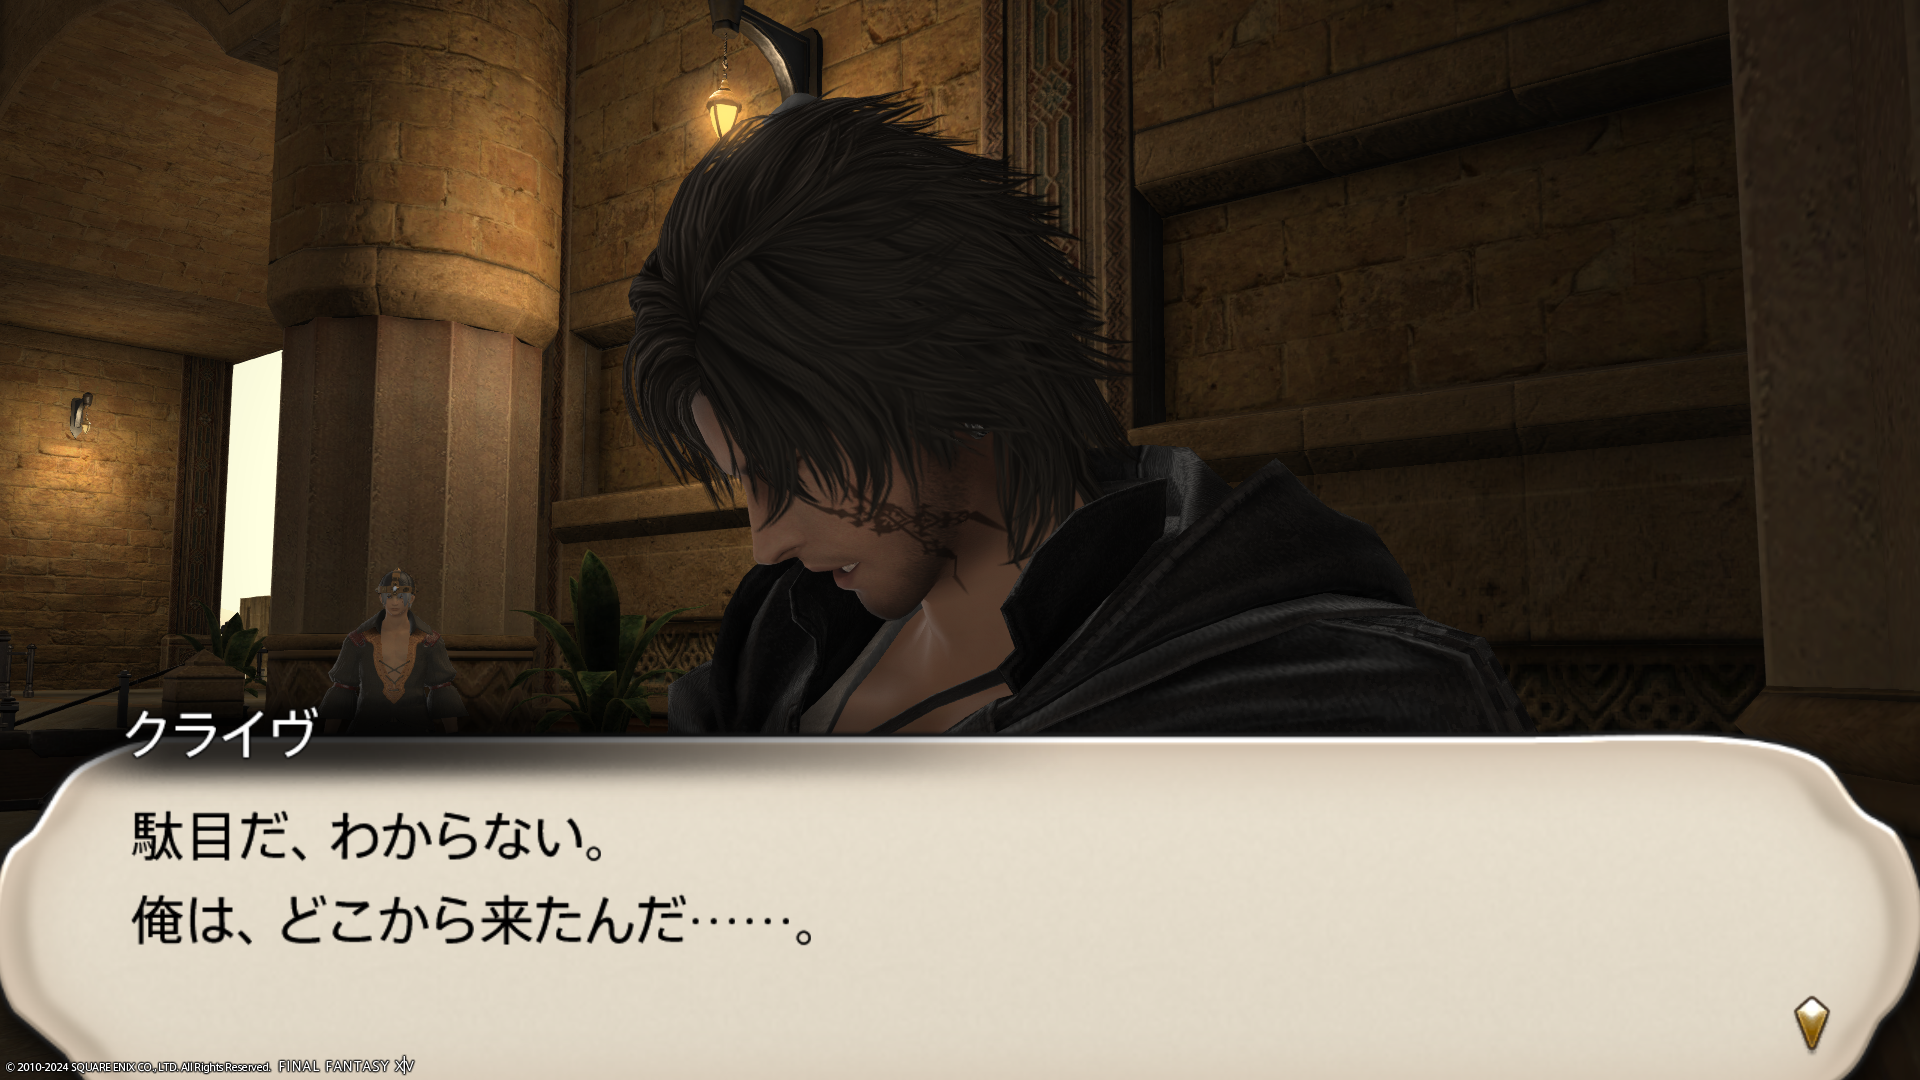 クライヴ
駄目だ、わからない。
俺は、どこから来たんだ……。
© 2010-2024 SQUARE ENIX CO., LTD. All Rights Reserved. FINAL FANTASY XIV